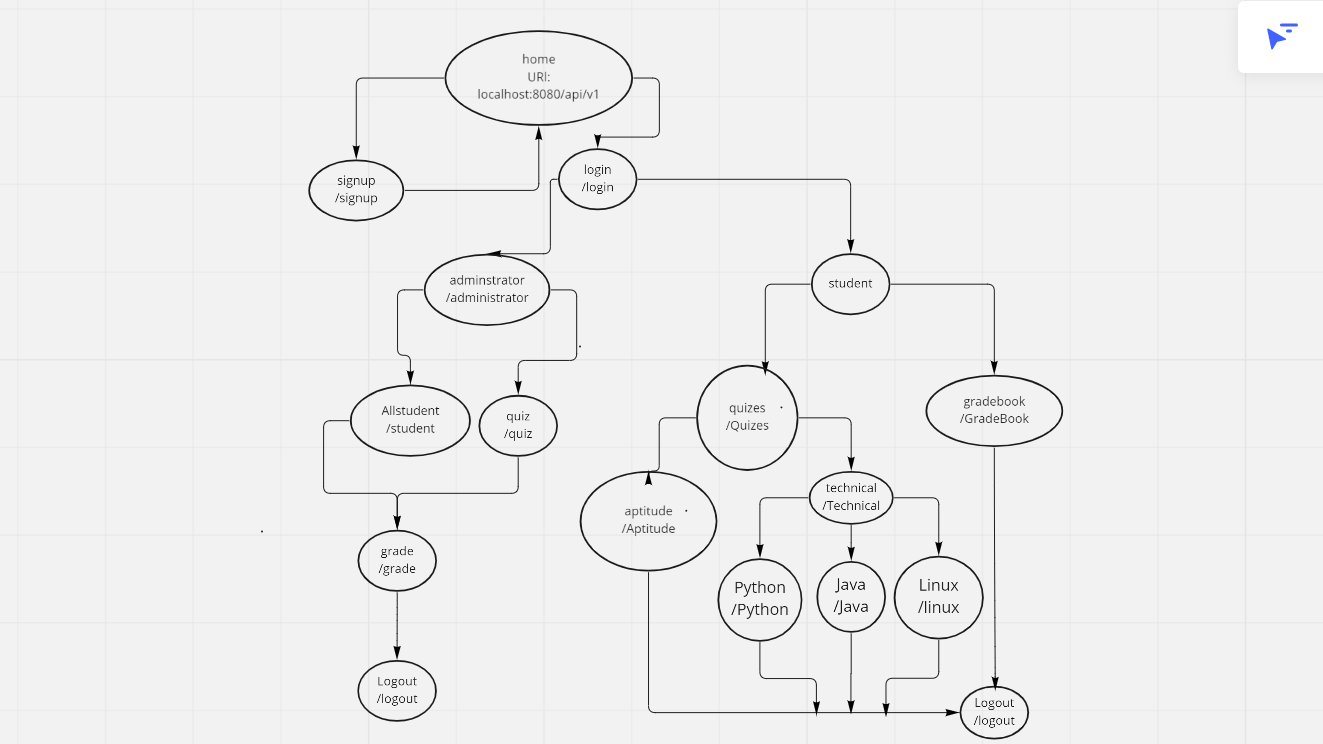 home
URI:
localhost:8080/api/v1
signup
/signup
login
/login
adminstrator
/administrator
student
Allstudent
/student
quiz
/quiz
quizes
/Quizes
gradebook
/GradeBook
technical
/Technical
aptitude
/Aptitude
grade
/grade
Python
/Python
Java
/Java
Linux
/linux
Logout
/logout
Logout
/logout